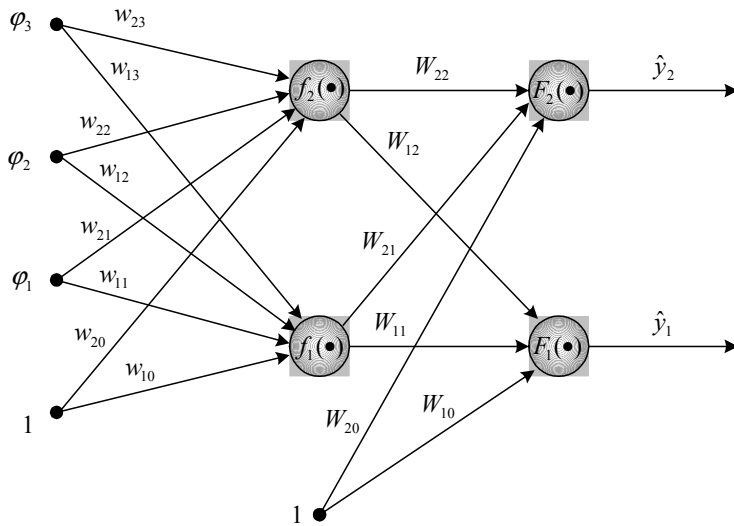 φ₃
w₂₃
w₁₃
f₂(•)
W₂₂
F₂(•)
ŷ₂
φ₂
w₂₂
w₁₂
W₁₂
w₂₁
W₂₁
φ₁
w₁₁
w₂₀
f₁(•)
W₁₁
F₁(•)
ŷ₁
w₁₀
1
W₂₀
W₁₀
1